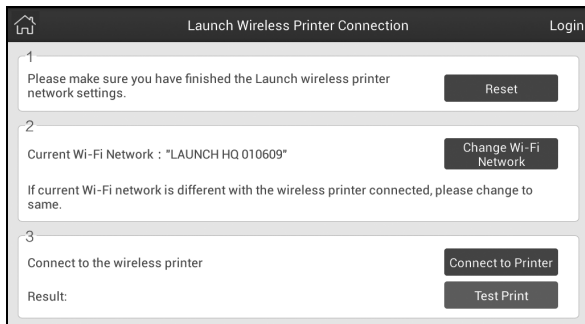 Launch Wireless Printer Connection
Login
1
Please make sure you have finished the Launch wireless printer
network settings.
Reset
2
Current Wi-Fi Network："LAUNCH HQ 010609"
Change Wi-Fi
Network
If current Wi-Fi network is different with the wireless printer connected, please change to
same.
3
Connect to the wireless printer
Connect to Printer
Result:
Test Print